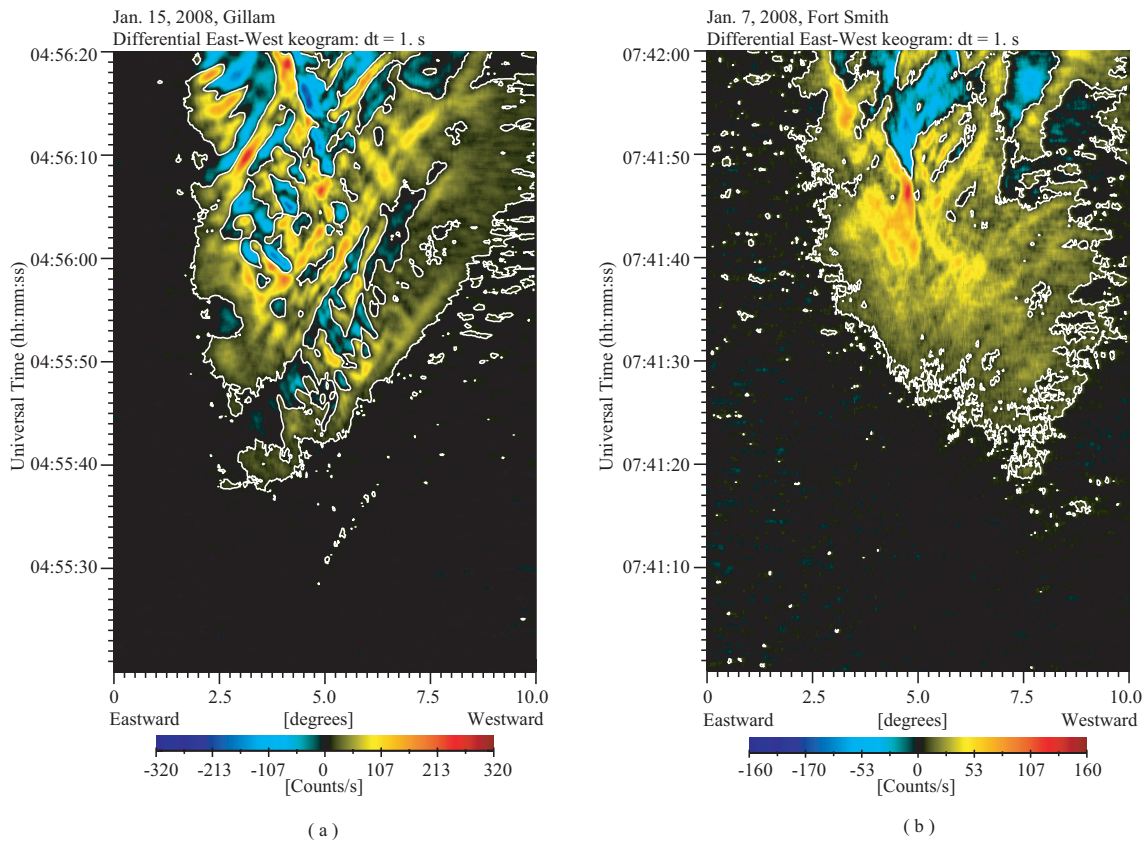 Jan. 15, 2008, Gillam
Differential East-West keogram: dt = 1. s
Universal Time (hh:mm:ss)
04:56:20
04:56:10
04:56:00
04:55:50
04:55:40
04:55:30
0 2.5 5.0 7.5 10.0
Eastward [degrees] Westward
-320 -213 -107 0 107 213 320
[Counts/s]
( a )
Jan. 7, 2008, Fort Smith
Differential East-West keogram: dt = 1. s
Universal Time (hh:mm:ss)
07:42:00
07:41:50
07:41:40
07:41:30
07:41:20
07:41:10
0 2.5 5.0 7.5 10.0
Eastward [degrees] Westward
-160 -170 -53 0 53 107 160
[Counts/s]
( b )